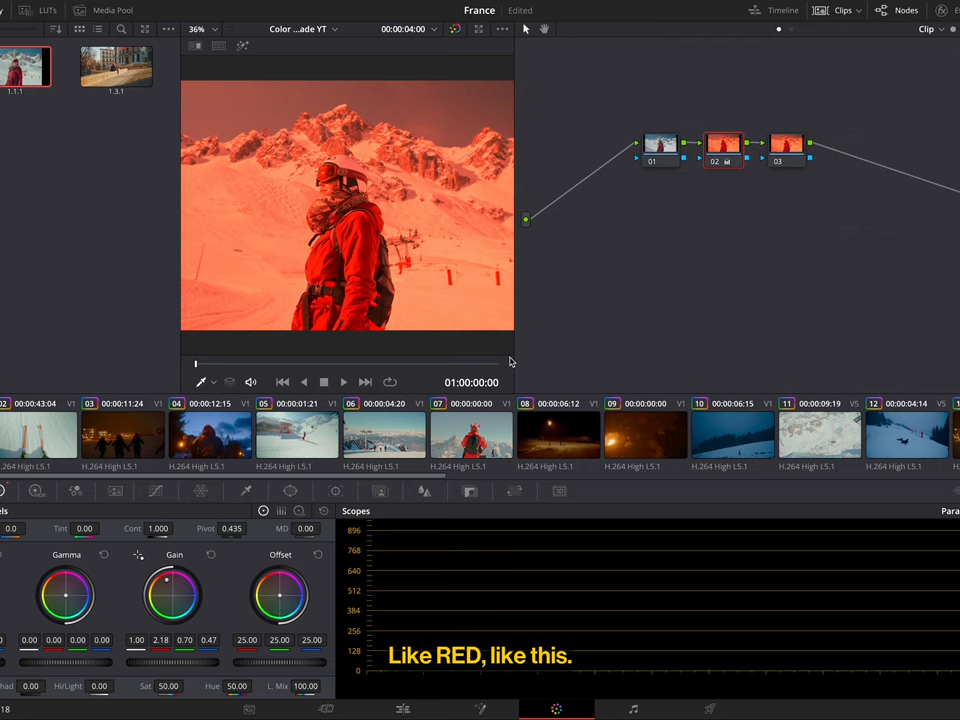 LUTs Media Pool France Edited Timeline Clips Nodes
36% Color ...ade YT 00:00:04:00 Clip
1.1.1 1.3.1
01 02 03
01:00:00:00
02 00:00:43:04 V1 03 00:00:11:24 V1 04 00:00:12:15 V1 05 00:00:01:21 V1 06 00:00:04:20 V1 07 00:00:00:00 V1 08 00:00:06:12 V1 09 00:00:00:00 V1 10 00:00:06:15 V1 11 00:00:09:19 V5 12 00:00:04:14 V5
H.264 High L5.1 H.264 High L5.1 H.264 High L5.1 H.264 High L5.1 H.264 High L5.1 H.264 High L5.1 H.264 High L5.1 H.264 High L5.1 H.264 High L5.1 H.264 High L5.1 H.264 High L5.1
els Scopes Para
0.0 Tint 0.00 Cont 1.000 Pivot 0.435 MD 0.00
Gamma Gain Offset
0.00 0.00 0.00 0.00 1.00 2.18 0.70 0.47 25.00 25.00 25.00
had 0.00 Hi/Light 0.00 Sat 50.00 Hue 50.00 L. Mix 100.00
18
896
768
640
512
384
256
128
0
Like RED, like this.